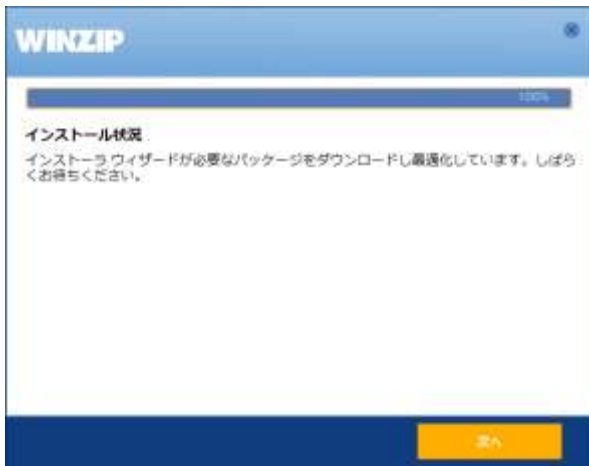 WINZIP
100%
インストール状況
インストーラ ウィザードが必要なパッケージをダウンロードし最適化しています。しばら
くお待ちください。
次へ